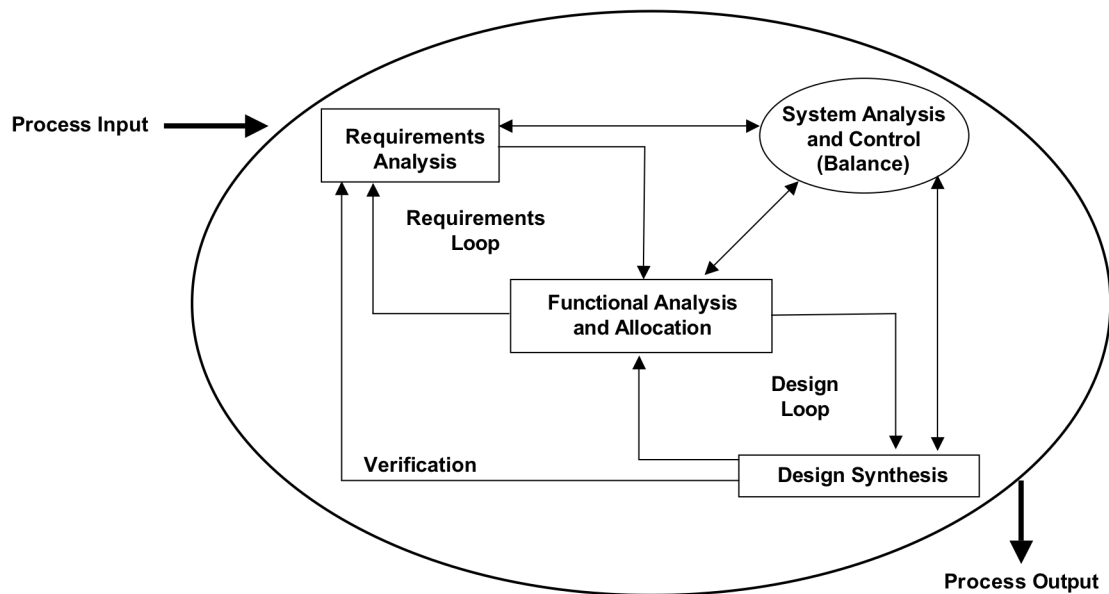 Process Input
Requirements
Analysis
System Analysis
and Control
(Balance)
Requirements
Loop
Functional Analysis
and Allocation
Design
Loop
Verification
Design Synthesis
Process Output